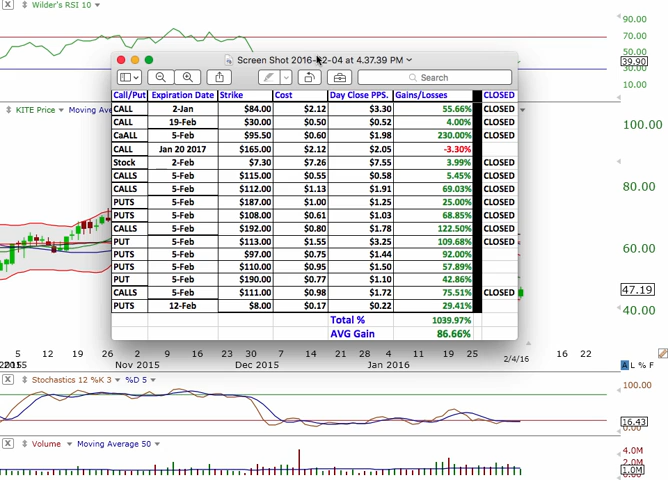 Wilder's RSI 10
90.00
70.00
50.00
39.90
30.00
10.00
Screen Shot 2016-02-04 at 4.37.39 PM
Search
Call/Put Expiration Date Strike Cost Day Close PPS. Gains/Losses CLOSED
CALL 2-Jan $84.00 $2.12 $3.30 55.66% CLOSED
CALL 19-Feb $30.00 $0.50 $0.52 4.00% CLOSED
CaALL 5-Feb $95.50 $0.60 $1.98 230.00% CLOSED
CALL Jan 20 2017 $165.00 $2.12 $2.05 -3.30%
Stock 2-Feb $7.30 $7.26 $7.55 3.99% CLOSED
CALLS 5-Feb $115.00 $0.55 $0.58 5.45% CLOSED
CALLS 5-Feb $112.00 $1.13 $1.91 69.03% CLOSED
PUTS 5-Feb $187.00 $1.00 $1.25 25.00% CLOSED
PUTS 5-Feb $108.00 $0.61 $1.03 68.85% CLOSED
CALLS 5-Feb $192.00 $0.80 $1.78 122.50% CLOSED
PUT 5-Feb $113.00 $1.55 $3.25 109.68% CLOSED
PUTS 5-Feb $97.00 $0.75 $1.44 92.00%
PUTS 5-Feb $110.00 $0.95 $1.50 57.89%
PUT 5-Feb $190.00 $0.77 $1.10 42.86%
CALLS 5-Feb $111.00 $0.98 $1.72 75.51% CLOSED
PUTS 12-Feb $8.00 $0.17 $0.22 29.41%
Total % 1039.97%
AVG Gain 86.66%
KITE Price Moving Aver
100.00
80.00
60.00
47.19
40.00
5 12 19 26 9 16 23 30 7 14 21 28 4 11 19 25 2/4/16 16 22
2015 Nov 2015 Dec 2015 Jan 2016
A L % F
Stochastics 12 %K 3 %D 5
100.00
16.43
0.00
Volume Moving Average 50
4.0M
2.0M
1.0M